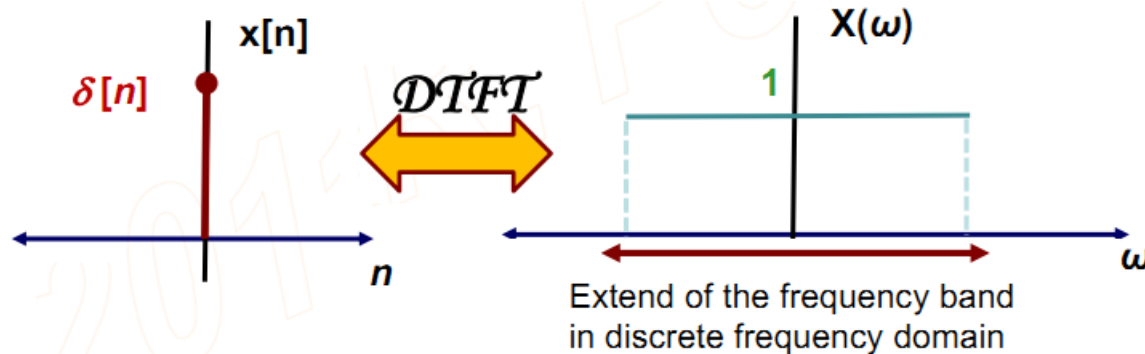 x[n]
δ[n]
n
DTFT
X(ω)
1
ω
Extend of the frequency band
in discrete frequency domain